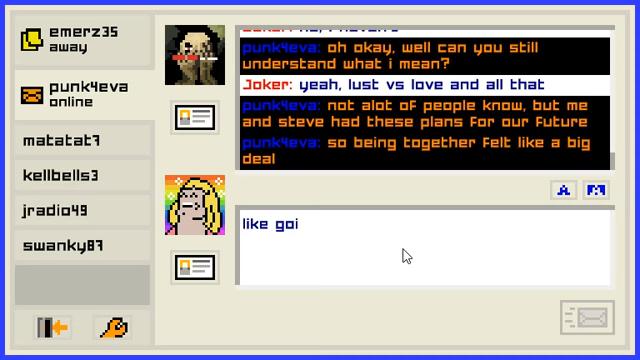 emerz35
away
punk4eva
online
matatat7
kellbells3
jradio49
swanky87
punk4eva: oh okay, well can you still
understand what i mean?
Joker: yeah, lust vs love and all that
punk4eva: not alot of people know, but me
and steve had these plans for our future
punk4eva: so being together felt like a big
deal
A
like goi